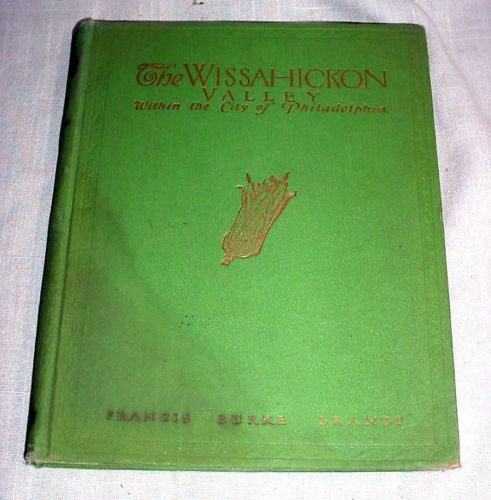 The WISSAHICKON
VALLEY
Within the City of Philadelphia
FRANCIS BURKE BRANDT